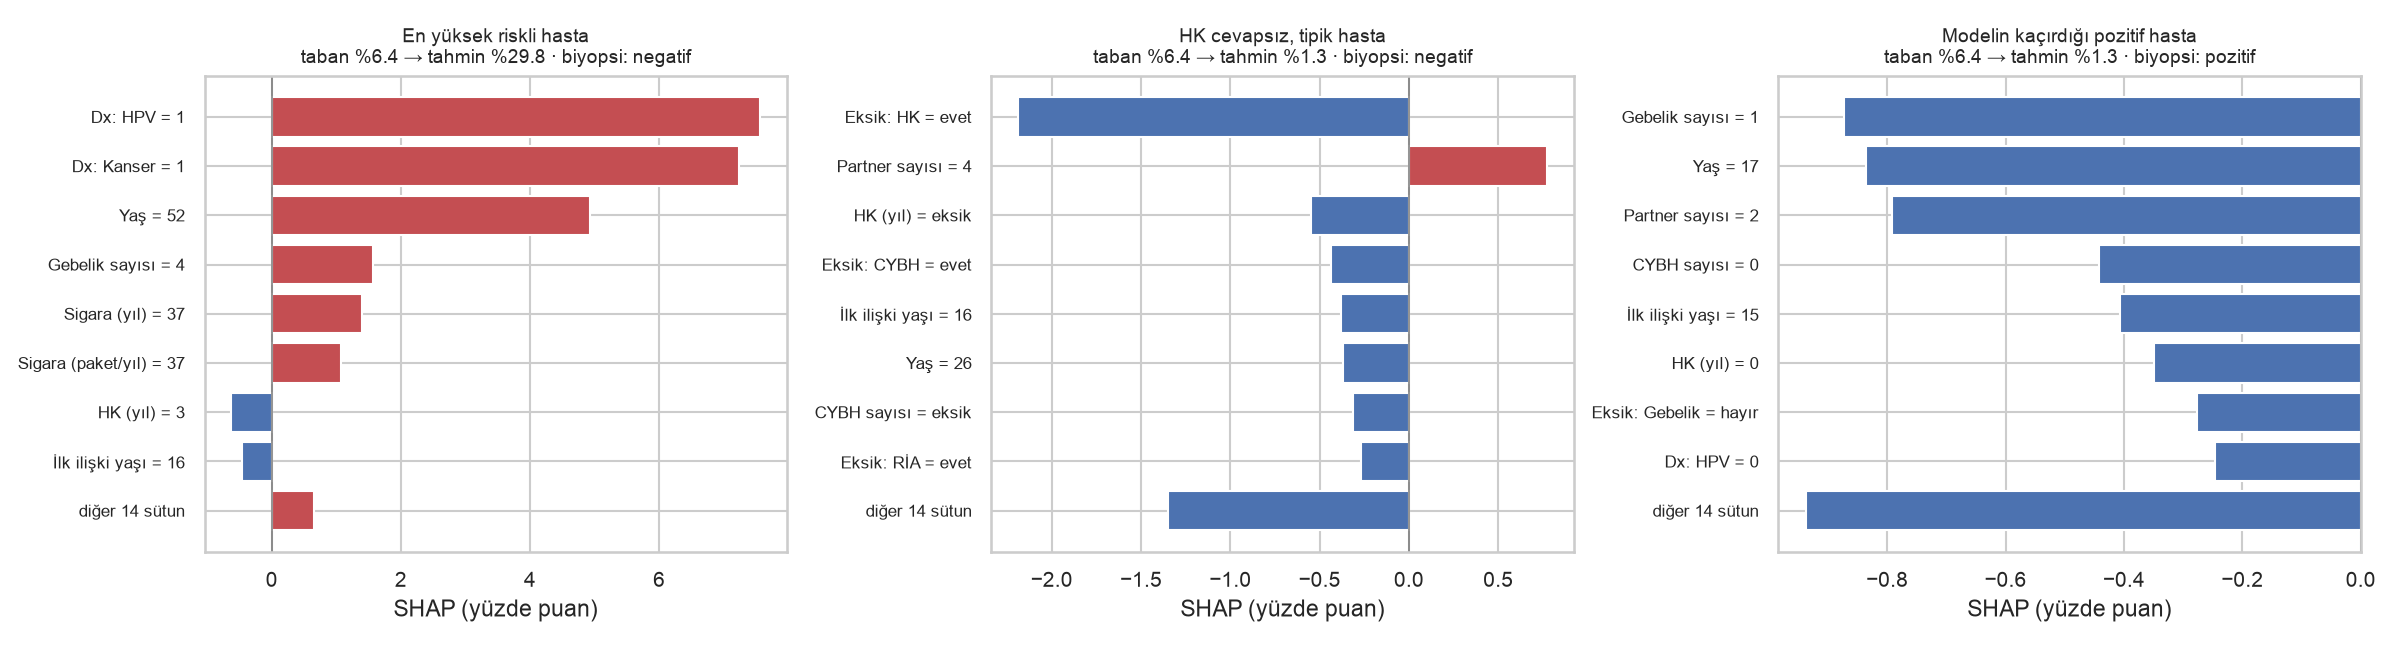 En yüksek riskli hasta
taban %6.4 → tahmin %29.8 · biyopsi: negatif
Dx: HPV = 1
Dx: Kanser = 1
Yaş = 52
Gebelik sayısı = 4
Sigara (yıl) = 37
Sigara (paket/yıl) = 37
HK (yıl) = 3
İlk ilişki yaşı = 16
diğer 14 sütun
0
2
4
6
SHAP (yüzde puan)
HK cevapsız, tipik hasta
taban %6.4 → tahmin %1.3 · biyopsi: negatif
Eksik: HK = evet
Partner sayısı = 4
HK (yıl) = eksik
Eksik: CYBH = evet
İlk ilişki yaşı = 16
Yaş = 26
CYBH sayısı = eksik
Eksik: RİA = evet
diğer 14 sütun
−2.0
−1.5
−1.0
−0.5
0.0
0.5
SHAP (yüzde puan)
Modelin kaçırdığı pozitif hasta
taban %6.4 → tahmin %1.3 · biyopsi: pozitif
Gebelik sayısı = 1
Yaş = 17
Partner sayısı = 2
CYBH sayısı = 0
İlk ilişki yaşı = 15
HK (yıl) = 0
Eksik: Gebelik = hayır
Dx: HPV = 0
diğer 14 sütun
−0.8
−0.6
−0.4
−0.2
0.0
SHAP (yüzde puan)